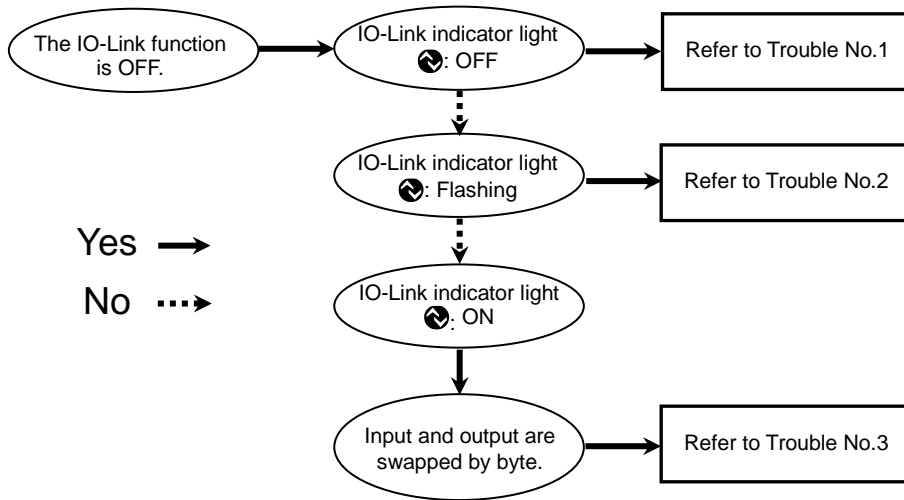 The IO-Link function
is OFF.
IO-Link indicator light
: OFF
Refer to Trouble No.1
IO-Link indicator light
: Flashing
Refer to Trouble No.2
Yes
No
IO-Link indicator light
: ON
Input and output are
swapped by byte.
Refer to Trouble No.3